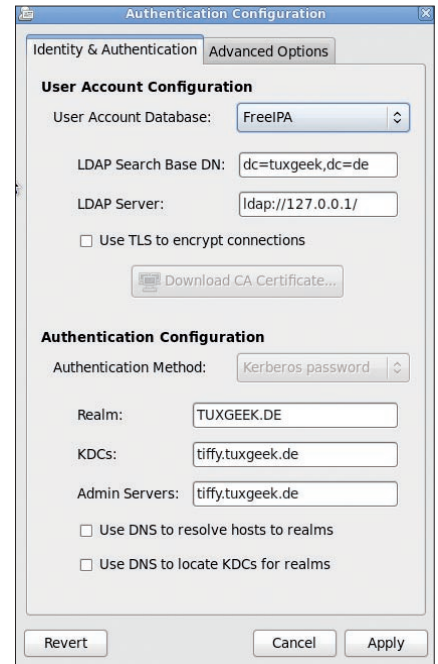 Authentication Configuration
Identity & Authentication
Advanced Options
User Account Configuration
User Account Database: FreeIPA
LDAP Search Base DN: dc=tuxgeek,dc=de
LDAP Server: ldap://127.0.0.1/
Use TLS to encrypt connections
Download CA Certificate...
Authentication Configuration
Authentication Method: Kerberos password
Realm: TUXGEEK.DE
KDCs: tiffy.tuxgeek.de
Admin Servers: tiffy.tuxgeek.de
Use DNS to resolve hosts to realms
Use DNS to locate KDCs for realms
Revert
Cancel
Apply